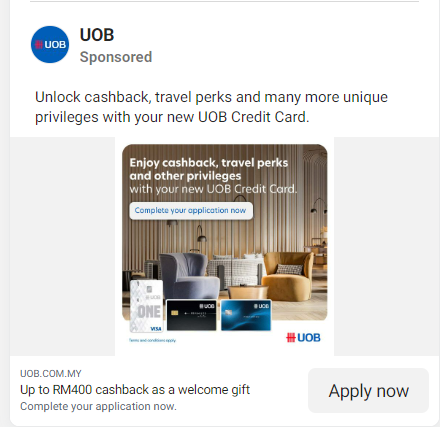 UOB
UOB
Sponsored
Unlock cashback, travel perks and many more unique
privileges with your new UOB Credit Card.
Enjoy cashback, travel perks
and other privileges
with your new UOB Credit Card.
Complete your application now
UOB
ONE
VISA
UOB
UOB
Terms and conditions apply.
UOB
UOB.COM.MY
Up to RM400 cashback as a welcome gift
Complete your application now.
Apply now